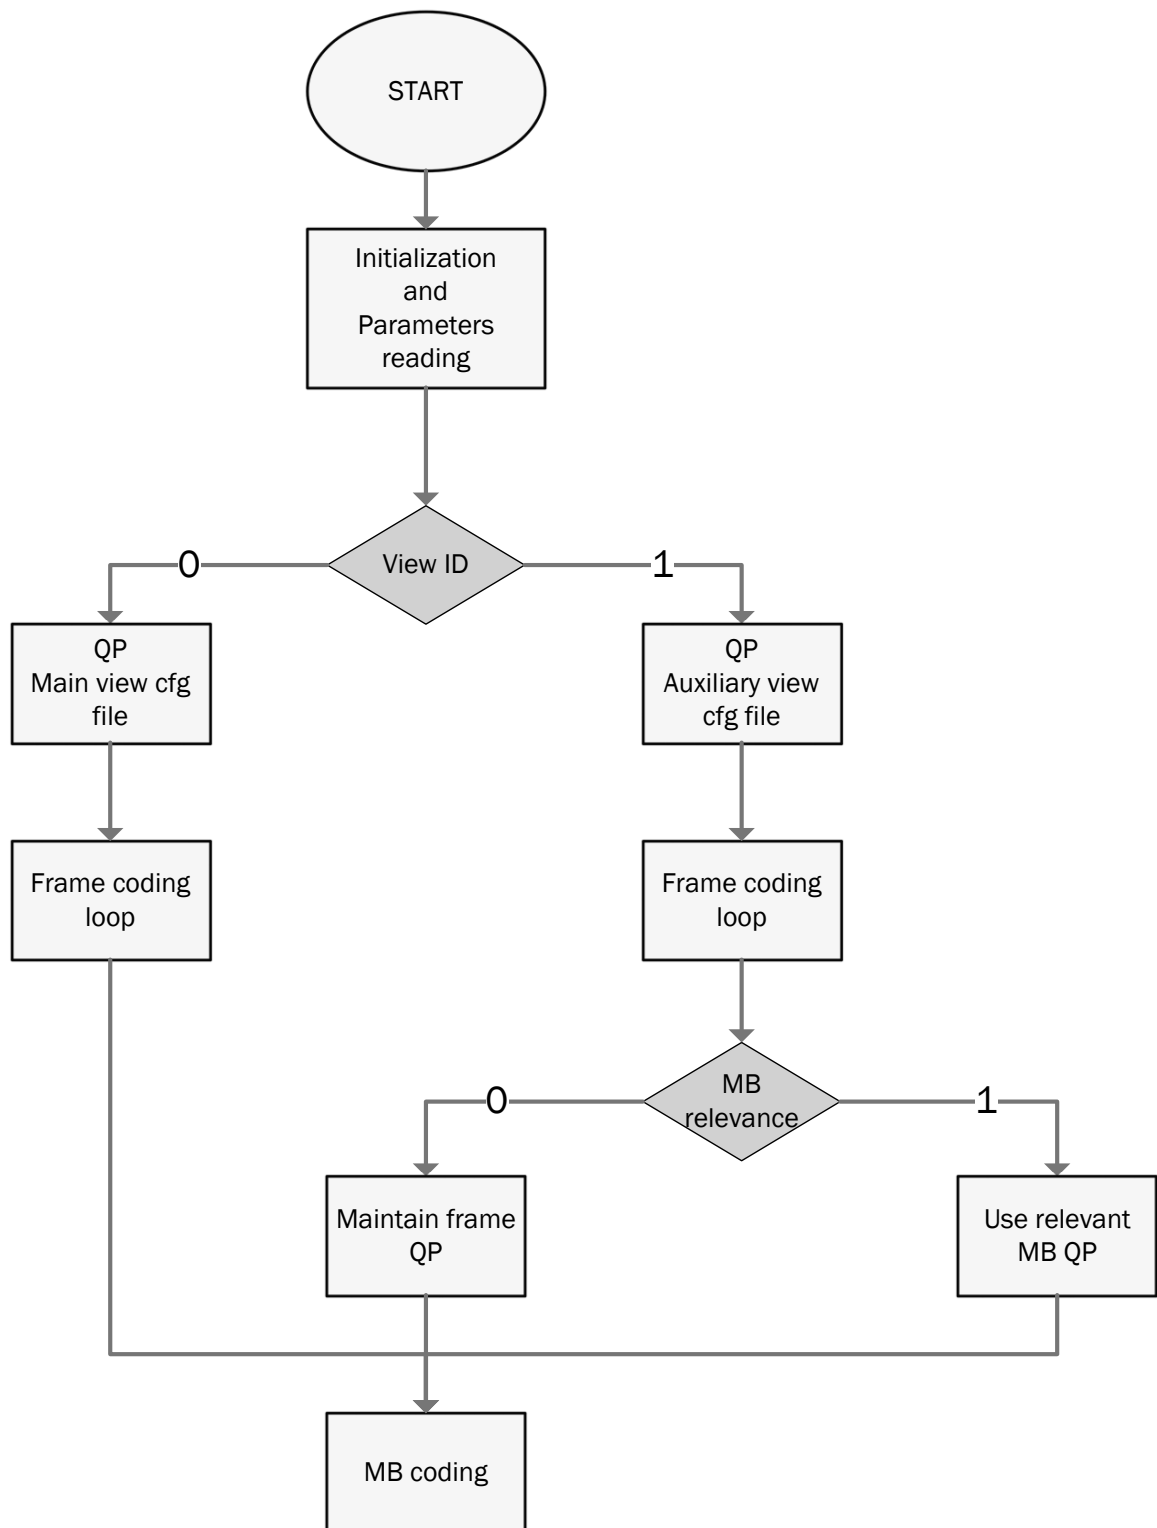 START
Initialization
and
Parameters
reading
View ID
0
1
QP
Main view cfg
file
QP
Auxiliary view
cfg file
Frame coding
loop
Frame coding
loop
MB
relevance
0
1
Maintain frame
QP
Use relevant
MB QP
MB coding